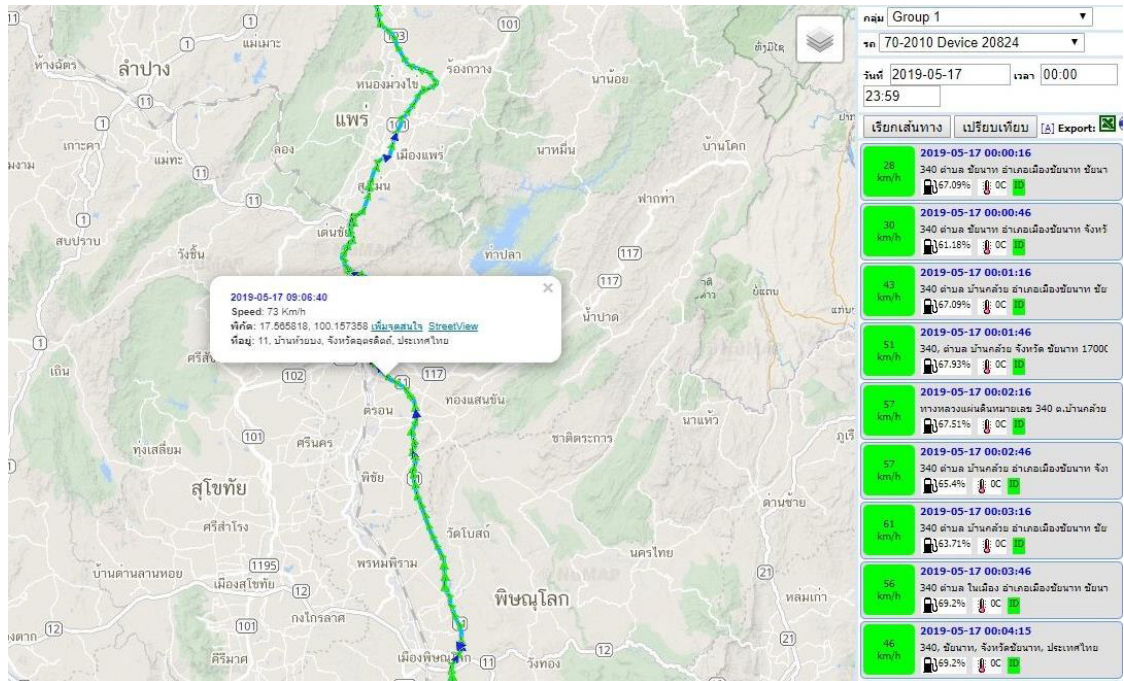 กลุ่ม Group 1
รถ 70-2010 Device 20824
วันที่ 2019-05-17 เวลา 00:00
23:59
เรียกเส้นทาง เปรียบเทียบ [A] Export:
2019-05-17 00:00:16
28 km/h
340 ตำบล ชัยนาท อำเภอเมืองชัยนาท ชัยนา
67.09% 0C ID
2019-05-17 00:00:46
30 km/h
340 ตำบล ชัยนาท อำเภอเมืองชัยนาท จังหวั
61.18% 0C ID
2019-05-17 00:01:16
43 km/h
340 ตำบล บ้านกล้วย อำเภอเมืองชัยนาท ชัย
67.09% 0C ID
2019-05-17 00:01:46
51 km/h
340, ตำบล บ้านกล้วย จังหวัด ชัยนาท 1700
67.93% 0C ID
2019-05-17 00:02:16
57 km/h
ทางหลวงแผ่นดินหมายเลข 340 ต.บ้านกล้วย
67.51% 0C ID
2019-05-17 00:02:46
57 km/h
340 ตำบล บ้านกล้วย อำเภอเมืองชัยนาท จัง
65.4% 0C ID
2019-05-17 00:03:16
61 km/h
340 ตำบล บ้านกล้วย อำเภอเมืองชัยนาท ชัย
63.71% 0C ID
2019-05-17 00:03:46
56 km/h
340 ตำบล ในเมือง อำเภอเมืองชัยนาท ชัยนา
69.2% 0C ID
2019-05-17 00:04:15
46 km/h
340, ชัยนาท, จังหวัดชัยนาท, ประเทศไทย
69.2% 0C ID
2019-05-17 09:06:40
Speed: 73 Km/h
พิกัด: 17.565818, 100.157358 เพิ่มจุดสนใจ StreetView
ที่อยู่: 11, บ้านห้วยบง, จังหวัดอุตรดิตถ์, ประเทศไทย
11
1
แม่เมาะ
103
101
ห้างฉัตร
ลำปาง
ร้องกวาง
หนองม่วงไข่
นาน้อย
11
แพร่
101
1
เกาะคา
แม่ทะ
ลอง
เมืองแพร่
นาหมื่น
บ้านโคก
11
สูงเม่น
ฟากท่า
1
สบปราบ
เด่นชัย
วังชิ้น
ท่าปลา
117
117
น้ำปาด
เถิน
102
11
117
ทองแสนขัน
ตรอน
นาแห้ว
101
ศรีนคร
ชาติตระการ
ทุ่งเสลี่ยม
1
พิชัย
11
สุโขทัย
ด่านซ้าย
ศรีสำโรง
วัดโบสถ์
นครไทย
1195
พรหมพิราม
บ้านด่านลานหอย
เมืองสุโขทัย
12
21
พิษณุโลก
หล่มเก่า
12
101
กงไกรลาศ
11
21
คีรีมาศ
11
วังทอง
12